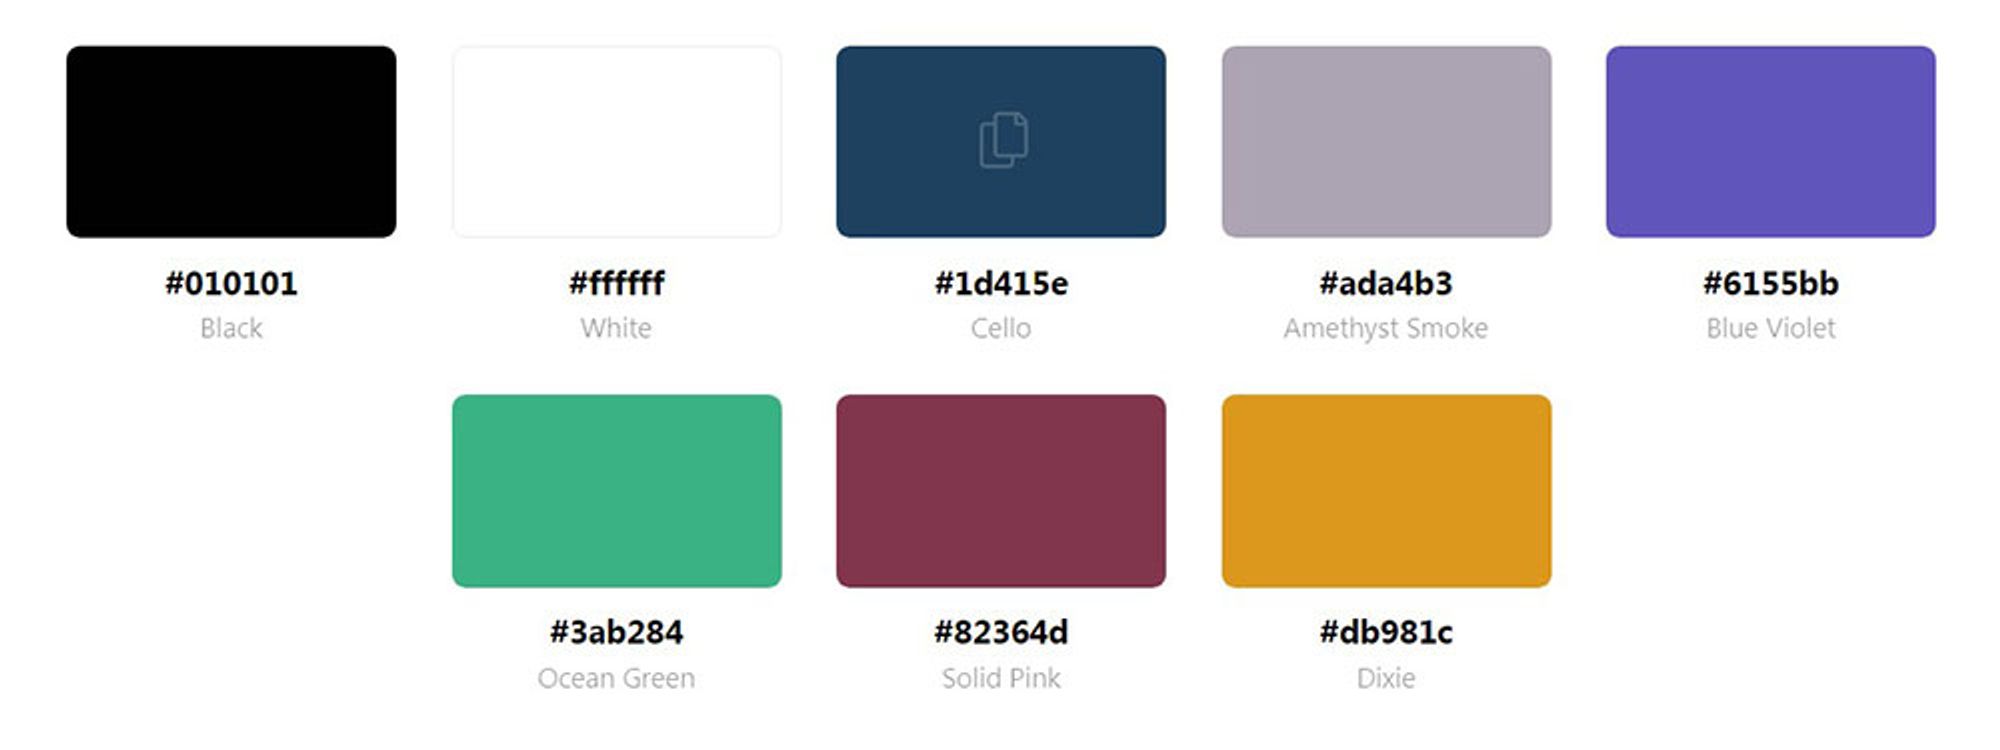 #010101
Black
#ffffff
White
#1d415e
Cello
#ada4b3
Amethyst Smoke
#6155bb
Blue Violet
#3ab284
Ocean Green
#82364d
Solid Pink
#db981c
Dixie